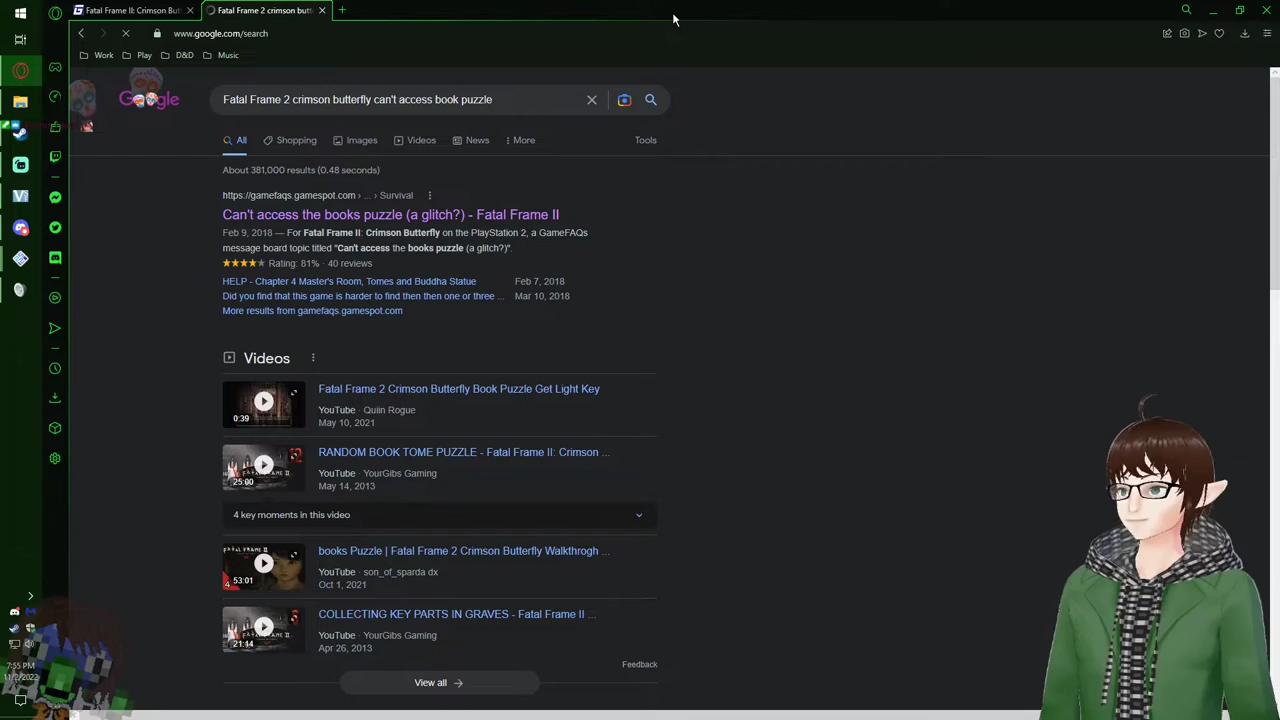 Fatal Frame II: Crimson But
Fatal Frame 2 crimson butt
www.google.com/search
Work
Play
D&D
Music
Google
Fatal Frame 2 crimson butterfly can't access book puzzle
All
Shopping
Images
Videos
News
More
Tools
About 381,000 results (0.48 seconds)
https://gamefaqs.gamespot.com › ... › Survival
Can't access the books puzzle (a glitch?) - Fatal Frame II
Feb 9, 2018 — For Fatal Frame II: Crimson Butterfly on the PlayStation 2, a GameFAQs
message board topic titled "Can't access the books puzzle (a glitch?)".
Rating: 81% · 40 reviews
HELP - Chapter 4 Master's Room, Tomes and Buddha Statue Feb 7, 2018
Did you find that this game is harder to find then then one or three ... Mar 10, 2018
More results from gamefaqs.gamespot.com
Videos
Fatal Frame 2 Crimson Butterfly Book Puzzle Get Light Key
YouTube · Quiin Rogue
0:39
May 10, 2021
RANDOM BOOK TOME PUZZLE - Fatal Frame II: Crimson ...
YouTube · YourGibs Gaming
25:00
May 14, 2013
4 key moments in this video
books Puzzle | Fatal Frame 2 Crimson Butterfly Walkthrogh ...
YouTube · son_of_sparda dx
53:01
Oct 1, 2021
COLLECTING KEY PARTS IN GRAVES - Fatal Frame II ...
YouTube · YourGibs Gaming
21:14
Apr 26, 2013
Feedback
View all
7:55 PM
11/2/2022